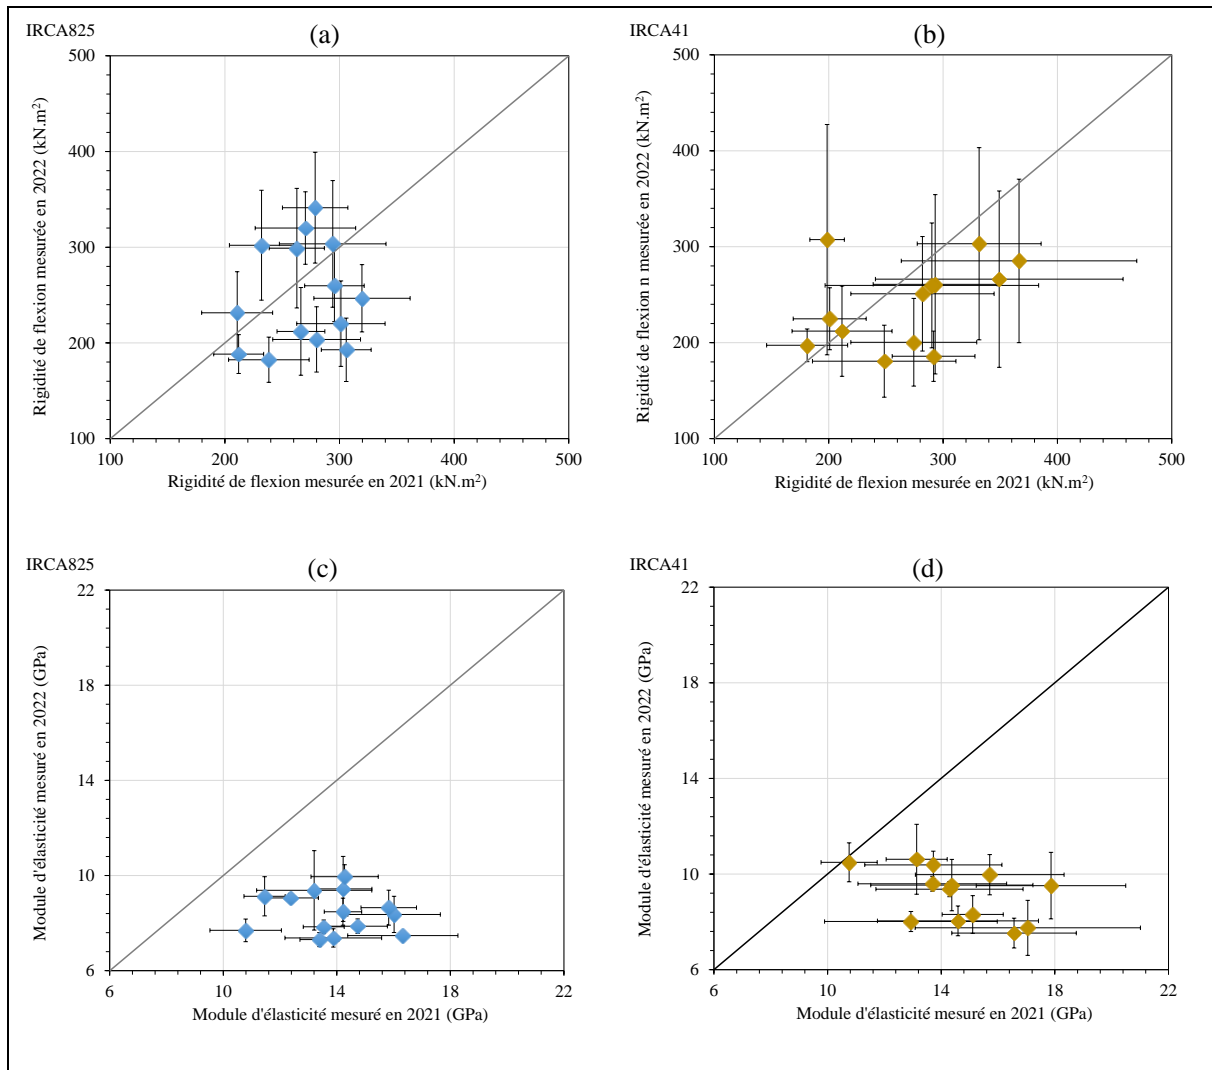 IRCA825
(a)
500
400
300
200
100
100
200
300
400
500
Rigidité de flexion mesurée en 2022 (kN.m²)
Rigidité de flexion mesurée en 2021 (kN.m²)
IRCA41
(b)
500
400
300
200
100
100
200
300
400
500
Rigidité de flexion n mesurée en 2022 (kN.m²)
Rigidité de flexion mesurée en 2021 (kN.m²)
IRCA825
(c)
22
18
14
10
6
6
10
14
18
22
Module d'élasticité mesuré en 2022 (GPa)
Module d'élasticité mesuré en 2021 (GPa)
IRCA41
(d)
22
18
14
10
6
6
10
14
18
22
Module d'élasticité mesuré en 2022 (GPa)
Module d'élasticité mesuré en 2021 (GPa)